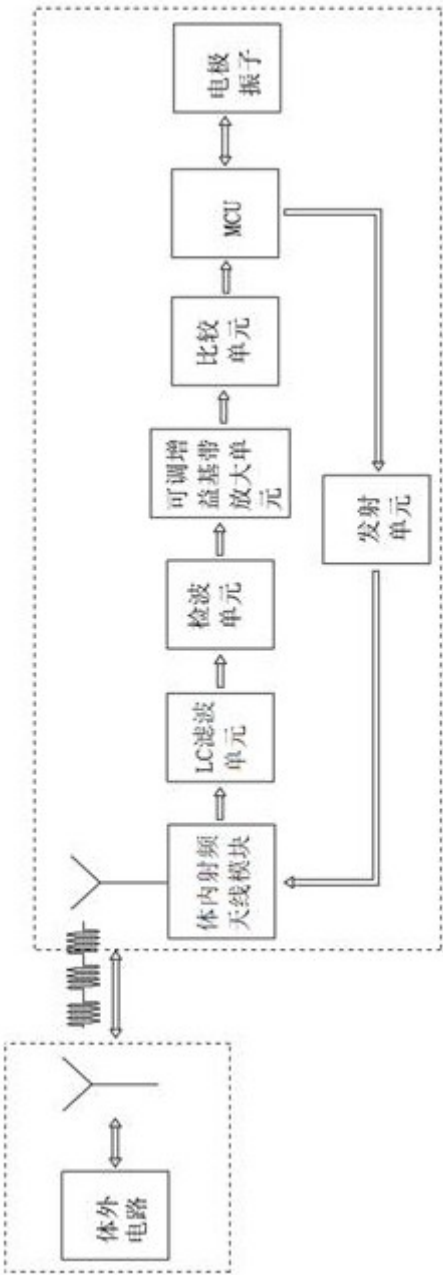 体外
电路
体内射频
天线模块
LC滤波
单元
检波
单元
可调增
益基带
放大单
元
比较
单元
MCU
电极
振子
发射
单元